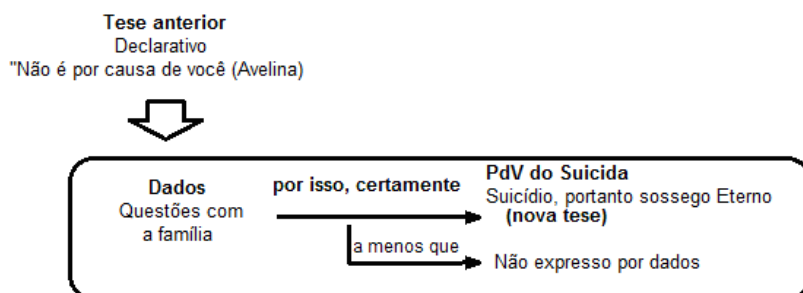 Tese anterior
Declarativo
"Não é por causa de você (Avelina)
Dados
Questões com
a família
por isso, certamente
a menos que
PdV do Suicida
Suicídio, portanto sossego Eterno
(nova tese)
Não expresso por dados